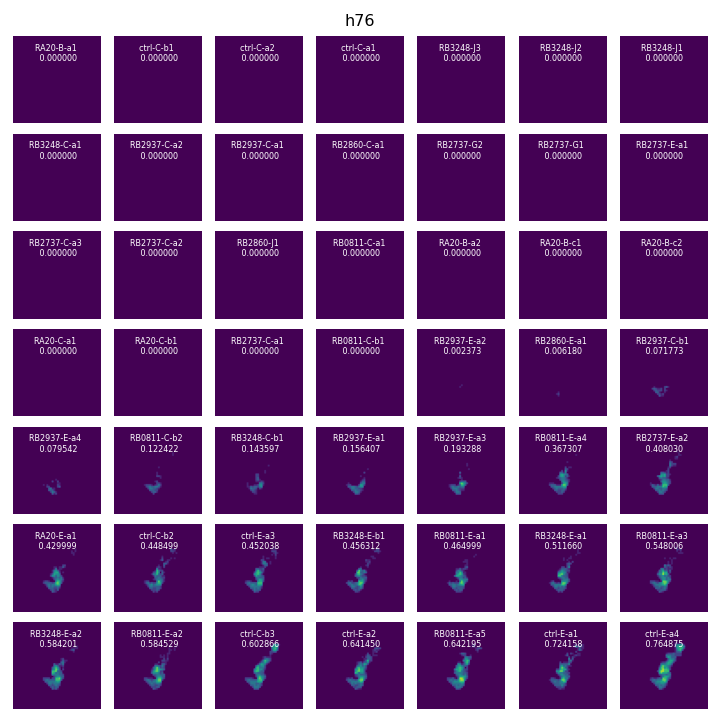 h76
RA20-B-a1 ctrl-C-b1 ctrl-C-a2 ctrl-C-a1 RB3248-J3 RB3248-J2 RB3248-J1
0.000000 0.000000 0.000000 0.000000 0.000000 0.000000 0.000000
RB3248-C-a1 RB2937-C-a2 RB2937-C-a1 RB2860-C-a1 RB2737-G2 RB2737-G1 RB2737-E-a1
0.000000 0.000000 0.000000 0.000000 0.000000 0.000000 0.000000
RB2737-C-a3 RB2737-C-a2 RB2860-J1 RB0811-C-a1 RA20-B-a2 RA20-B-c1 RA20-B-c2
0.000000 0.000000 0.000000 0.000000 0.000000 0.000000 0.000000
RA20-C-a1 RA20-C-b1 RB2737-C-a1 RB0811-C-b1 RB2937-E-a2 RB2860-E-a1 RB2937-C-b1
0.000000 0.000000 0.000000 0.000000 0.002373 0.006180 0.071773
RB2937-E-a4 RB0811-C-b2 RB3248-C-b1 RB2937-E-a1 RB2937-E-a3 RB0811-E-a4 RB2737-E-a2
0.079542 0.122422 0.143597 0.156407 0.193288 0.367307 0.408030
RA20-E-a1 ctrl-C-b2 ctrl-E-a3 RB3248-E-b1 RB0811-E-a1 RB3248-E-a1 RB0811-E-a3
0.429999 0.448499 0.452038 0.456312 0.464999 0.511660 0.548006
RB3248-E-a2 RB0811-E-a2 ctrl-C-b3 ctrl-E-a2 RB0811-E-a5 ctrl-E-a1 ctrl-E-a4
0.584201 0.584529 0.602866 0.641450 0.642195 0.724158 0.764875